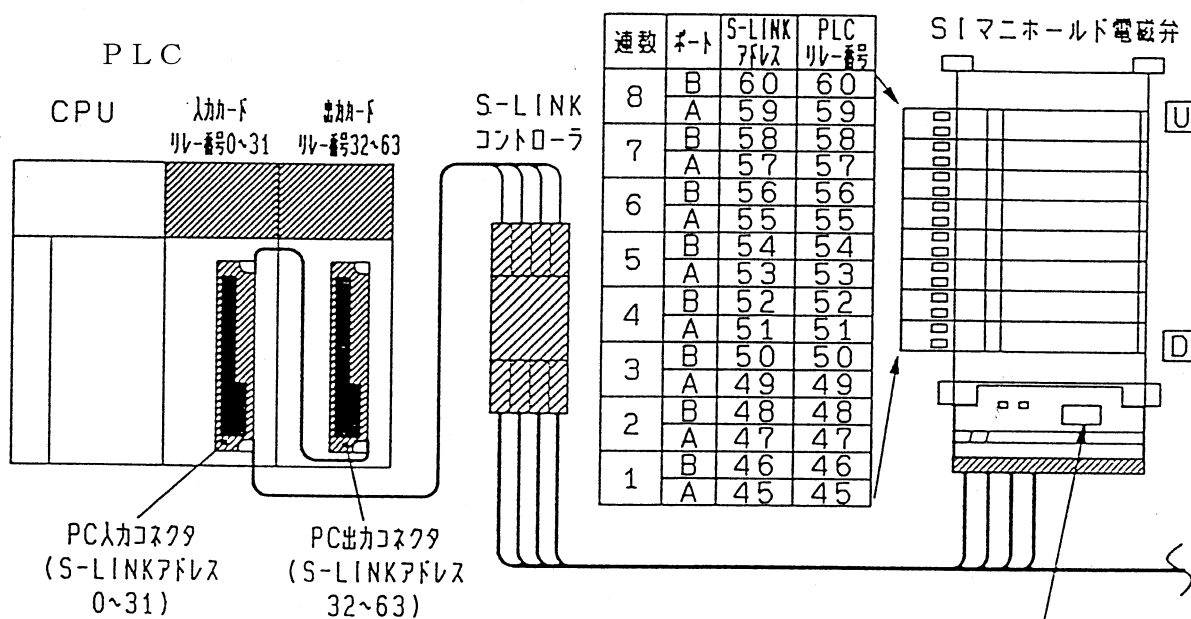 PLC
CPU
入力カード
リレー番号0~31
出力カード
リレー番号32~63
S-LINK
コントローラ
連数 ポート S-LINKアドレス PLCリレー番号
8 B 60 60
A 59 59
7 B 58 58
A 57 57
6 B 56 56
A 55 55
5 B 54 54
A 53 53
4 B 52 52
A 51 51
3 B 50 50
A 49 49
2 B 48 48
A 47 47
1 B 46 46
A 45 45
SIマニホールド電磁弁
U
D
PC入力コネクタ
(S-LINKアドレス
0~31)
PC出力コネクタ
(S-LINKアドレス
32~63)